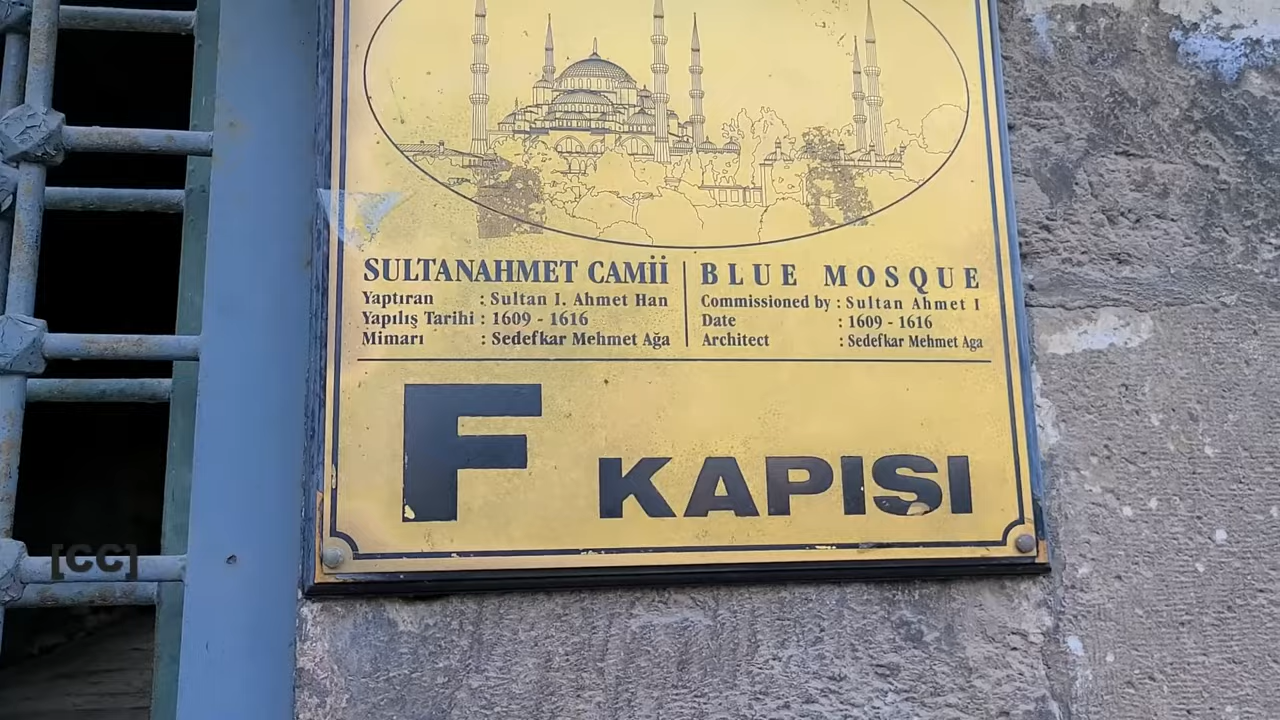 SULTANAHMET CAMİİ
Yaptıran : Sultan I. Ahmet Han
Yapılış Tarihi : 1609 - 1616
Mimarı : Sedefkar Mehmet Ağa
BLUE MOSQUE
Commissioned by : Sultan Ahmet I
Date : 1609 - 1616
Architect : Sedefkar Mehmet Aga
F KAPISI
[CC]